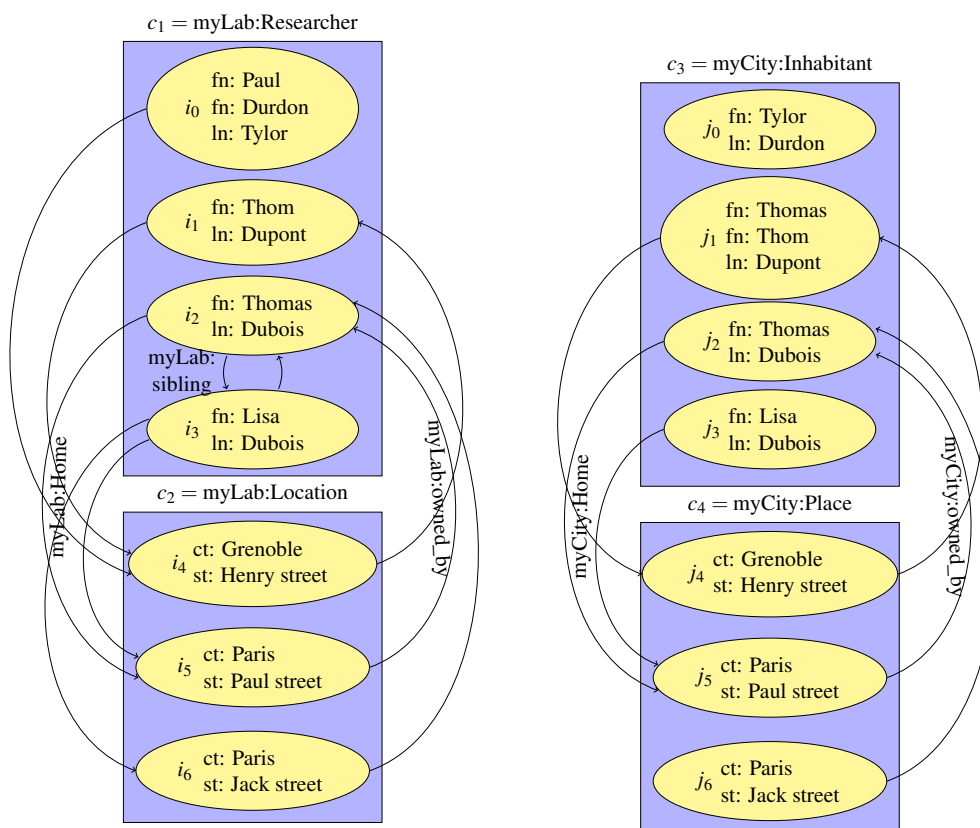 c₁ = myLab:Researcher
fn: Paul
i₀ fn: Durdon
ln: Tylor
i₁ fn: Thom
ln: Dupont
i₂ fn: Thomas
ln: Dubois
myLab:
sibling
i₃ fn: Lisa
ln: Dubois
myLab:Home
myLab:owned_by
c₂ = myLab:Location
i₄ ct: Grenoble
st: Henry street
i₅ ct: Paris
st: Paul street
i₆ ct: Paris
st: Jack street
c₃ = myCity:Inhabitant
j₀ fn: Tylor
ln: Durdon
fn: Thomas
j₁ fn: Thom
ln: Dupont
j₂ fn: Thomas
ln: Dubois
j₃ fn: Lisa
ln: Dubois
myCity:Home
myCity:owned_by
c₄ = myCity:Place
j₄ ct: Grenoble
st: Henry street
j₅ ct: Paris
st: Paul street
j₆ ct: Paris
st: Jack street